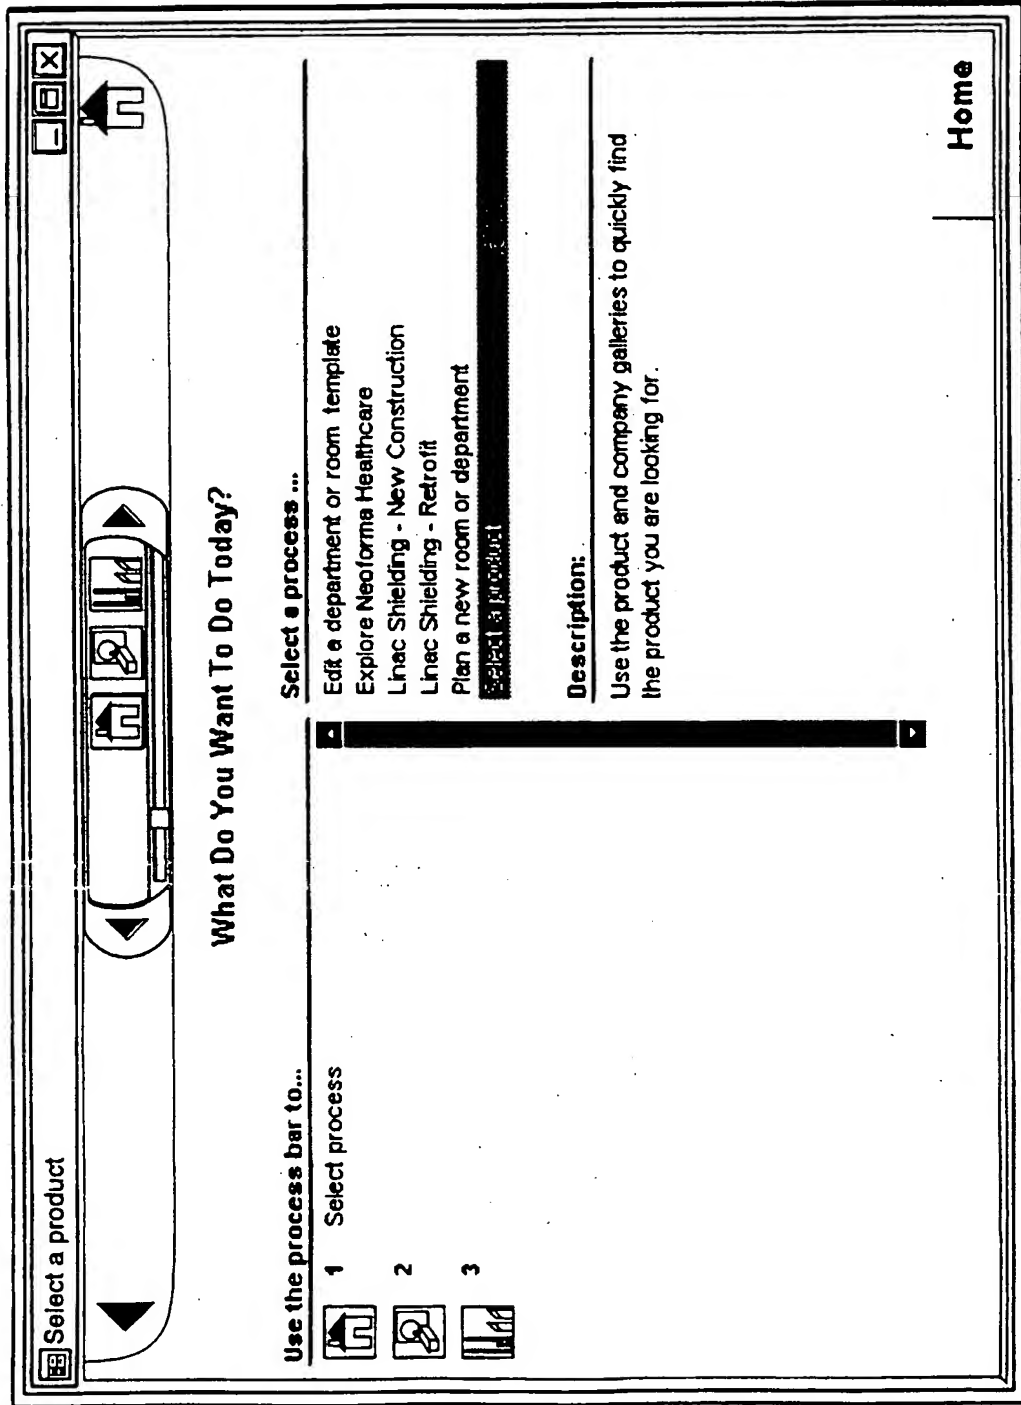 Select a product
What Do You Want To Do Today?
Use the process bar to...
1 Select process
2
3
Select a process ...
Edit a department or room template
Explore Neoforma Healthcare
Linac Shielding - New Construction
Linac Shielding - Retrofit
Plan a new room or department
Select a product
Description:
Use the product and company galleries to quickly find
the product you are looking for.
Home